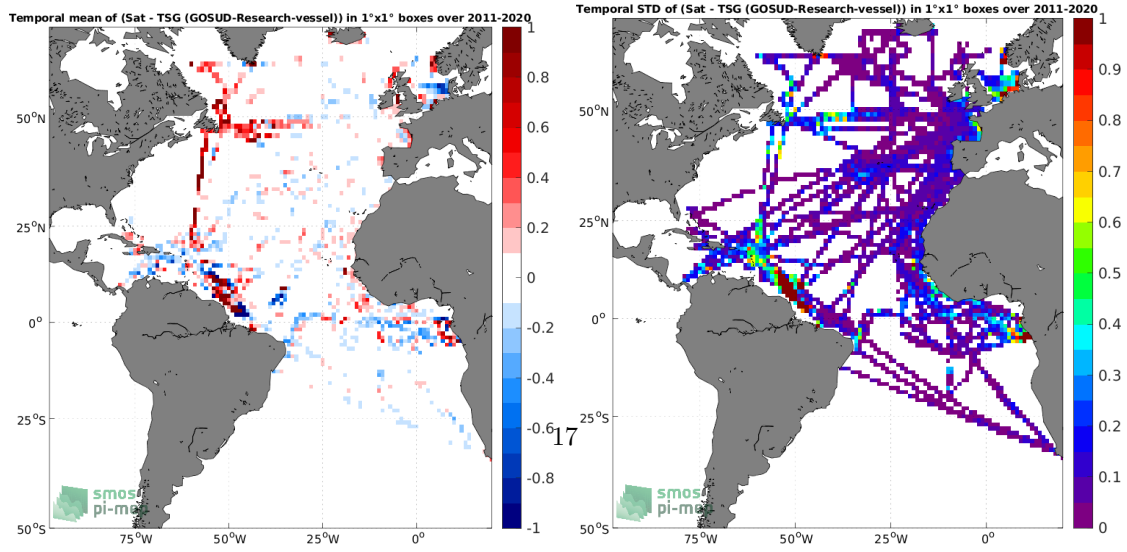 Temporal mean of (Sat - TSG (GOSUD-Research-vessel)) in 1°x1° boxes over 2011-2020
50°N
25°N
0°
25°S
50°S
75°W
50°W
25°W
0°
1
0.8
0.6
0.4
0.2
0
-0.2
-0.4
-0.6
-0.8
-1
smos
pi-mep
17
Temporal STD of (Sat - TSG (GOSUD-Research-vessel)) in 1°x1° boxes over 2011-2020
50°N
25°N
0°
25°S
50°S
75°W
50°W
25°W
0°
1
0.9
0.8
0.7
0.6
0.5
0.4
0.3
0.2
0.1
0
smos
pi-mep